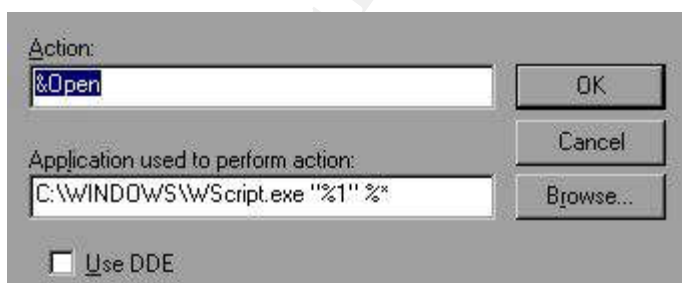 Action:
&Open
OK
Cancel
Application used to perform action:
C:\WINDOWS\WScript.exe "%1" %*
Browse...
Use DDE